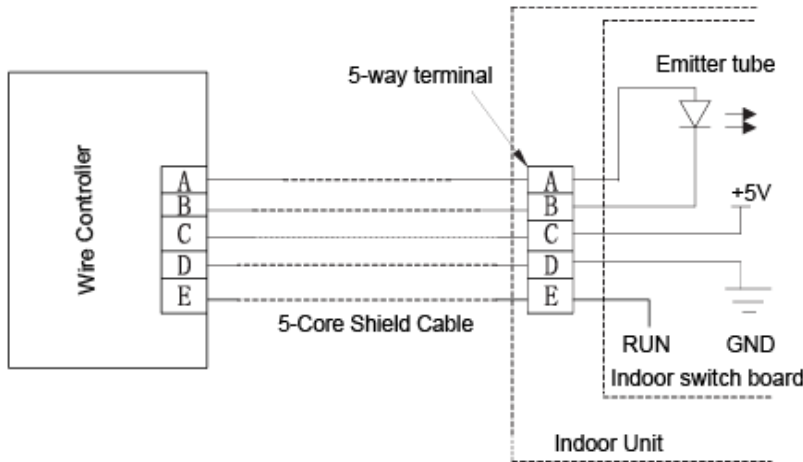 5-way terminal
Emitter tube
Wire Controller
A
B
C
D
E
A
B
C
D
E
+5V
5-Core Shield Cable
RUN
GND
Indoor switch board
Indoor Unit